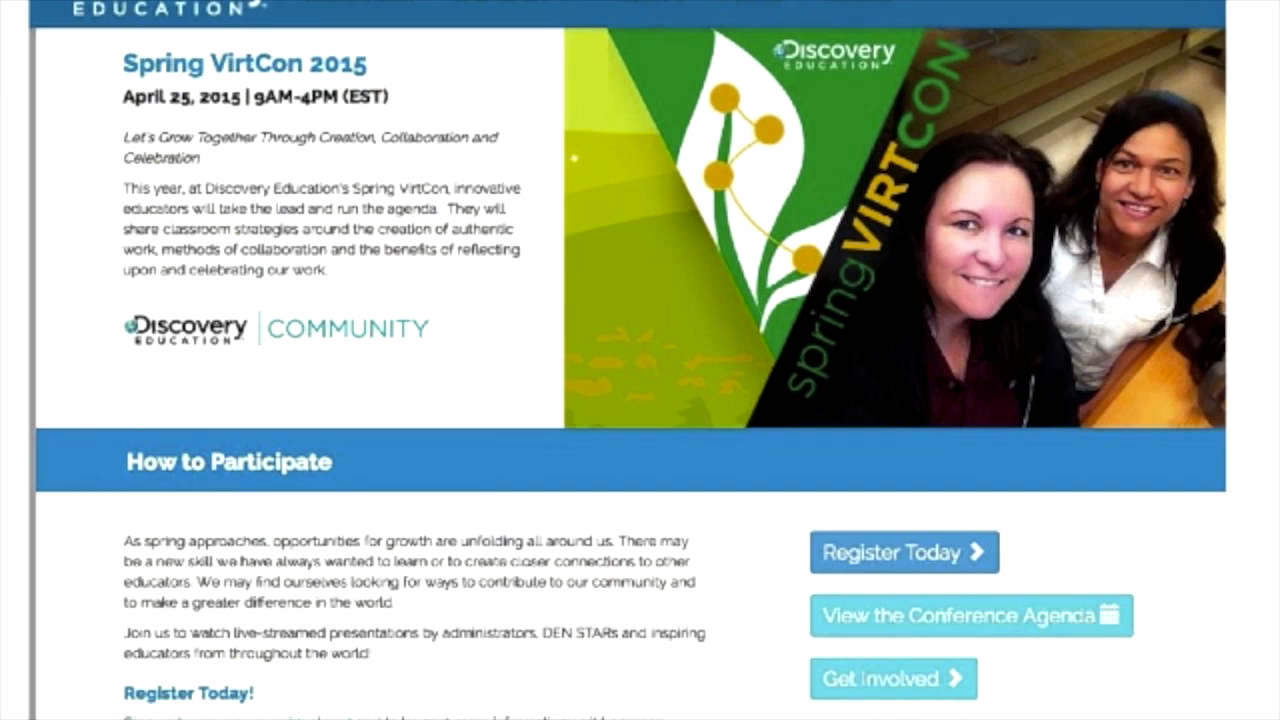 EDUCATION
Spring VirtCon 2015
April 25, 2015 | 9AM-4PM (EST)
Let's Grow Together Through Creation, Collaboration and
Celebration
This year, at Discovery Education's Spring VirtCon, innovative
educators will take the lead and run the agenda. They will
share classroom strategies around the creation of authentic
work, methods of collaboration and the benefits of reflecting
upon and celebrating our work.
Discovery
EDUCATION
COMMUNITY
Discovery
EDUCATION
spring VIRTCON
How to Participate
As spring approaches, opportunities for growth are unfolding all around us. There may
be a new skill we have always wanted to learn or to create closer connections to other
educators. We may find ourselves looking for ways to contribute to our community and
to make a greater difference in the world.
Join us to watch live-streamed presentations by administrators, DEN STARs and inspiring
educators from throughout the world!
Register Today!
Register Today
View the Conference Agenda
Get Involved